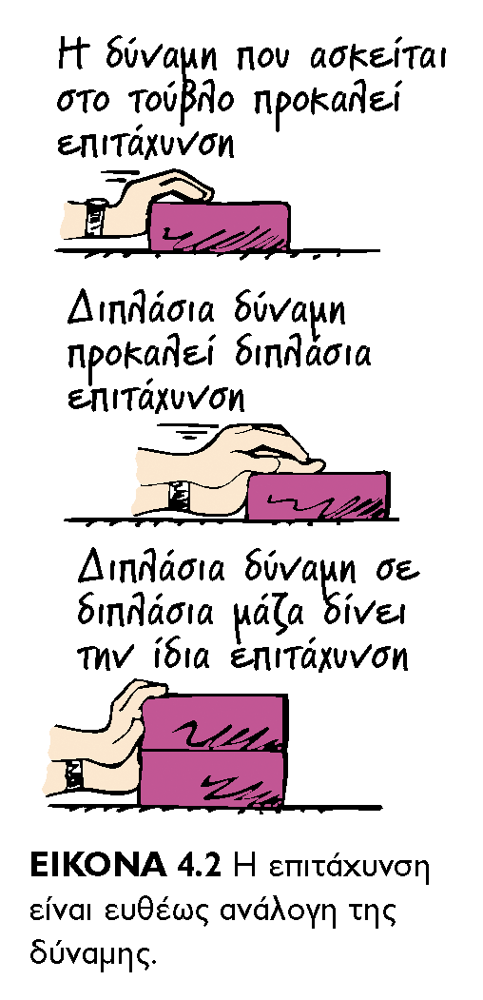 Η δύναμη που ασκείται
στο τούβλο προκαλεί
επιτάχυνση
Διπλάσια δύναμη
προκαλεί διπλάσια
επιτάχυνση
Διπλάσια δύναμη σε
διπλάσια μάζα δίνει
την ίδια επιτάχυνση
ΕΙΚΟΝΑ 4.2 Η επιτάχυνση
είναι ευθέως ανάλογη της
δύναμης.